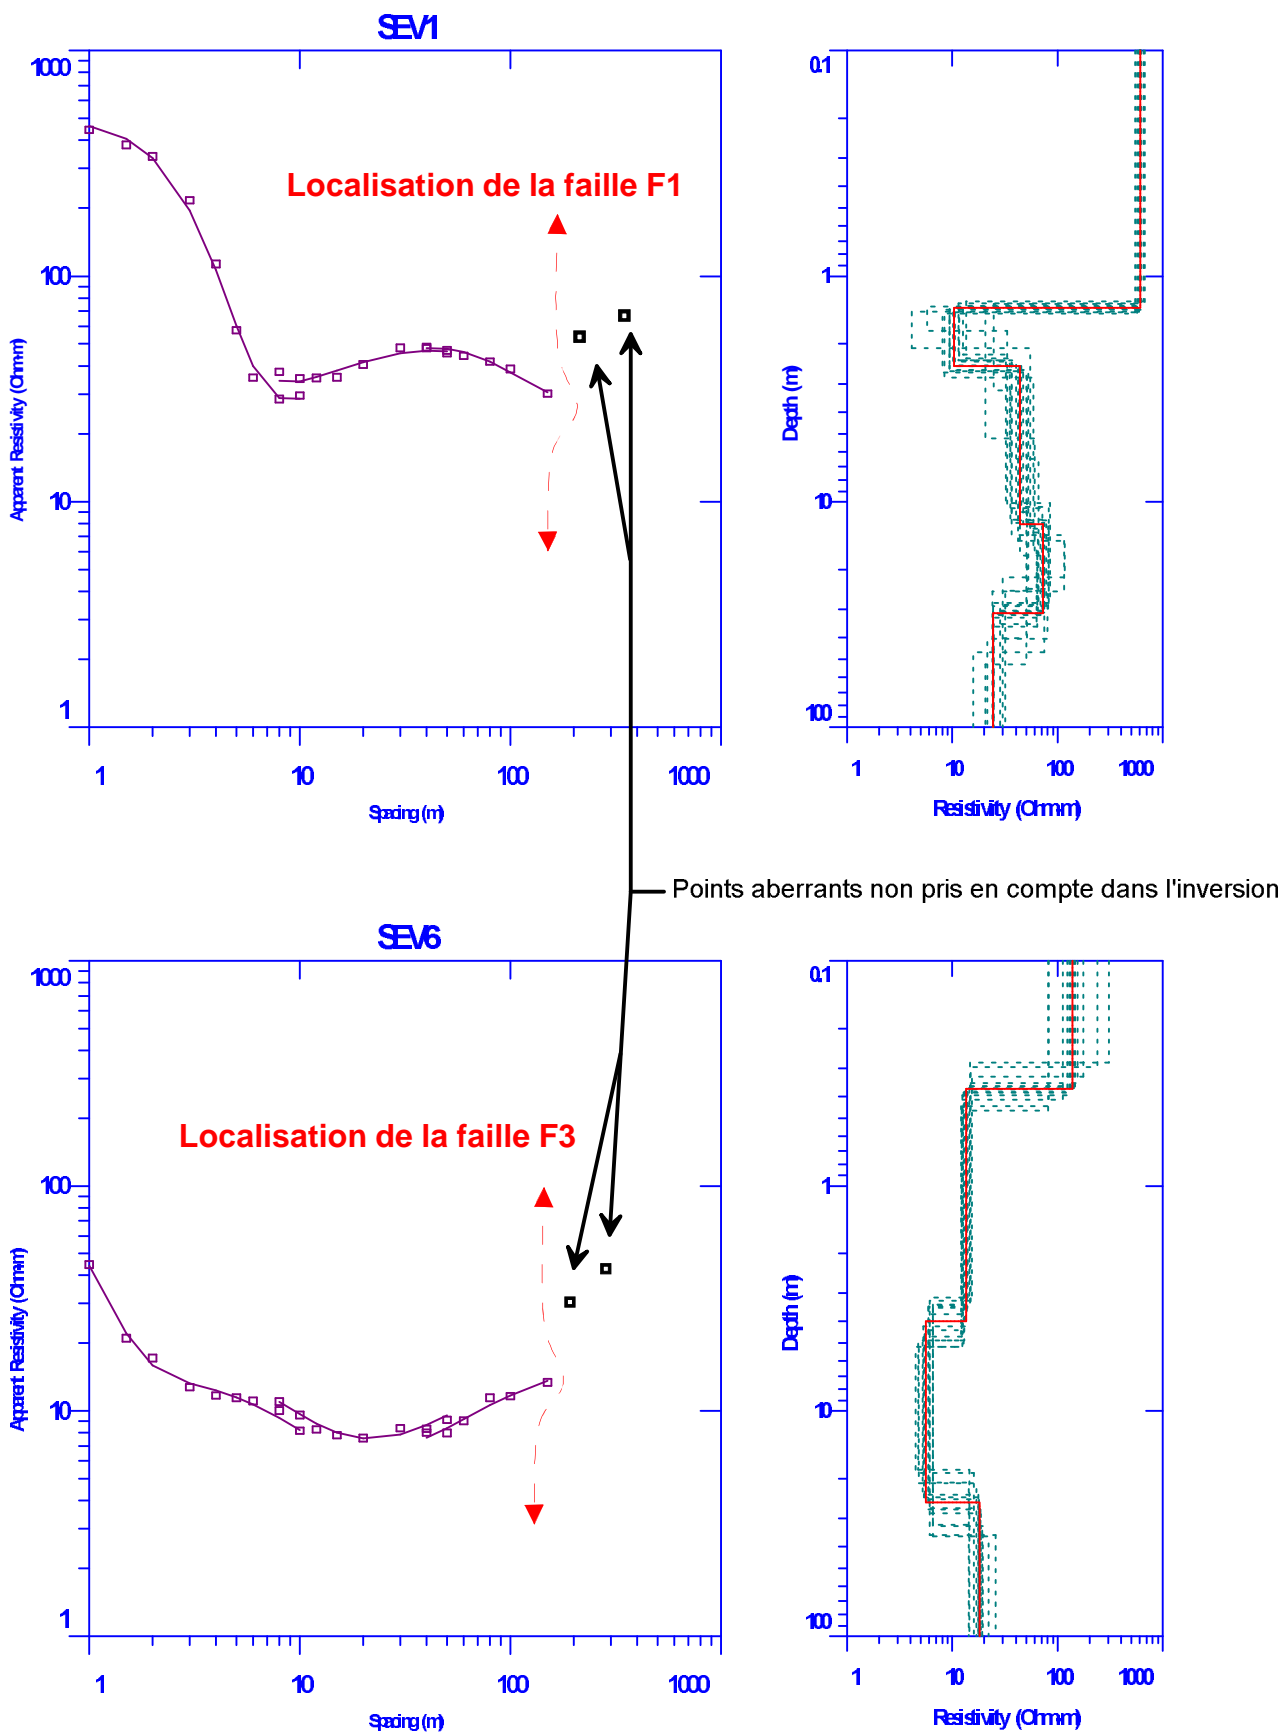 SEV1
1000
100
10
1
Apparent Resistivity (Ohm-m)
Localisation de la faille F1
1 10 100 1000
Spacing (m)
0.1
1
10
100
Depth (m)
1 10 100 1000
Resistivity (Ohm-m)
Points aberrants non pris en compte dans l'inversion
SEV6
1000
100
10
1
Apparent Resistivity (Ohm-m)
Localisation de la faille F3
1 10 100 1000
Spacing (m)
0.1
1
10
100
Depth (m)
1 10 100 1000
Resistivity (Ohm-m)